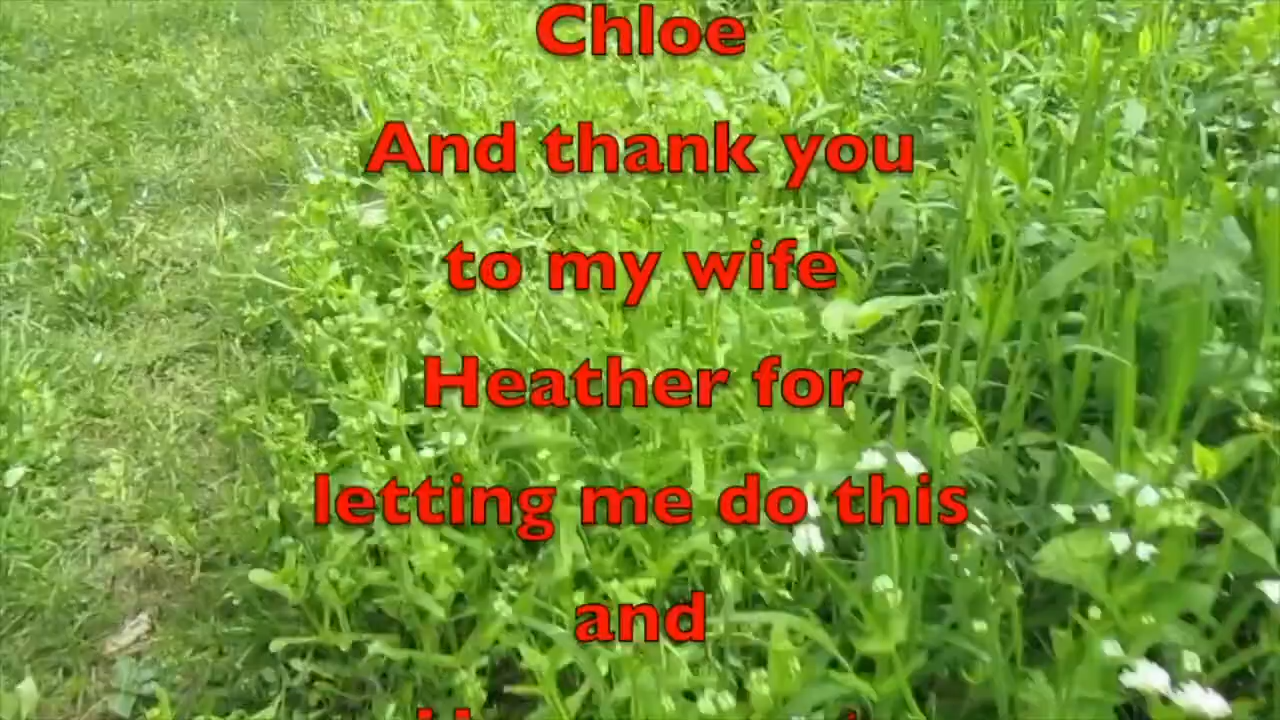 Chloe
And thank you
to my wife
Heather for
letting me do this
and